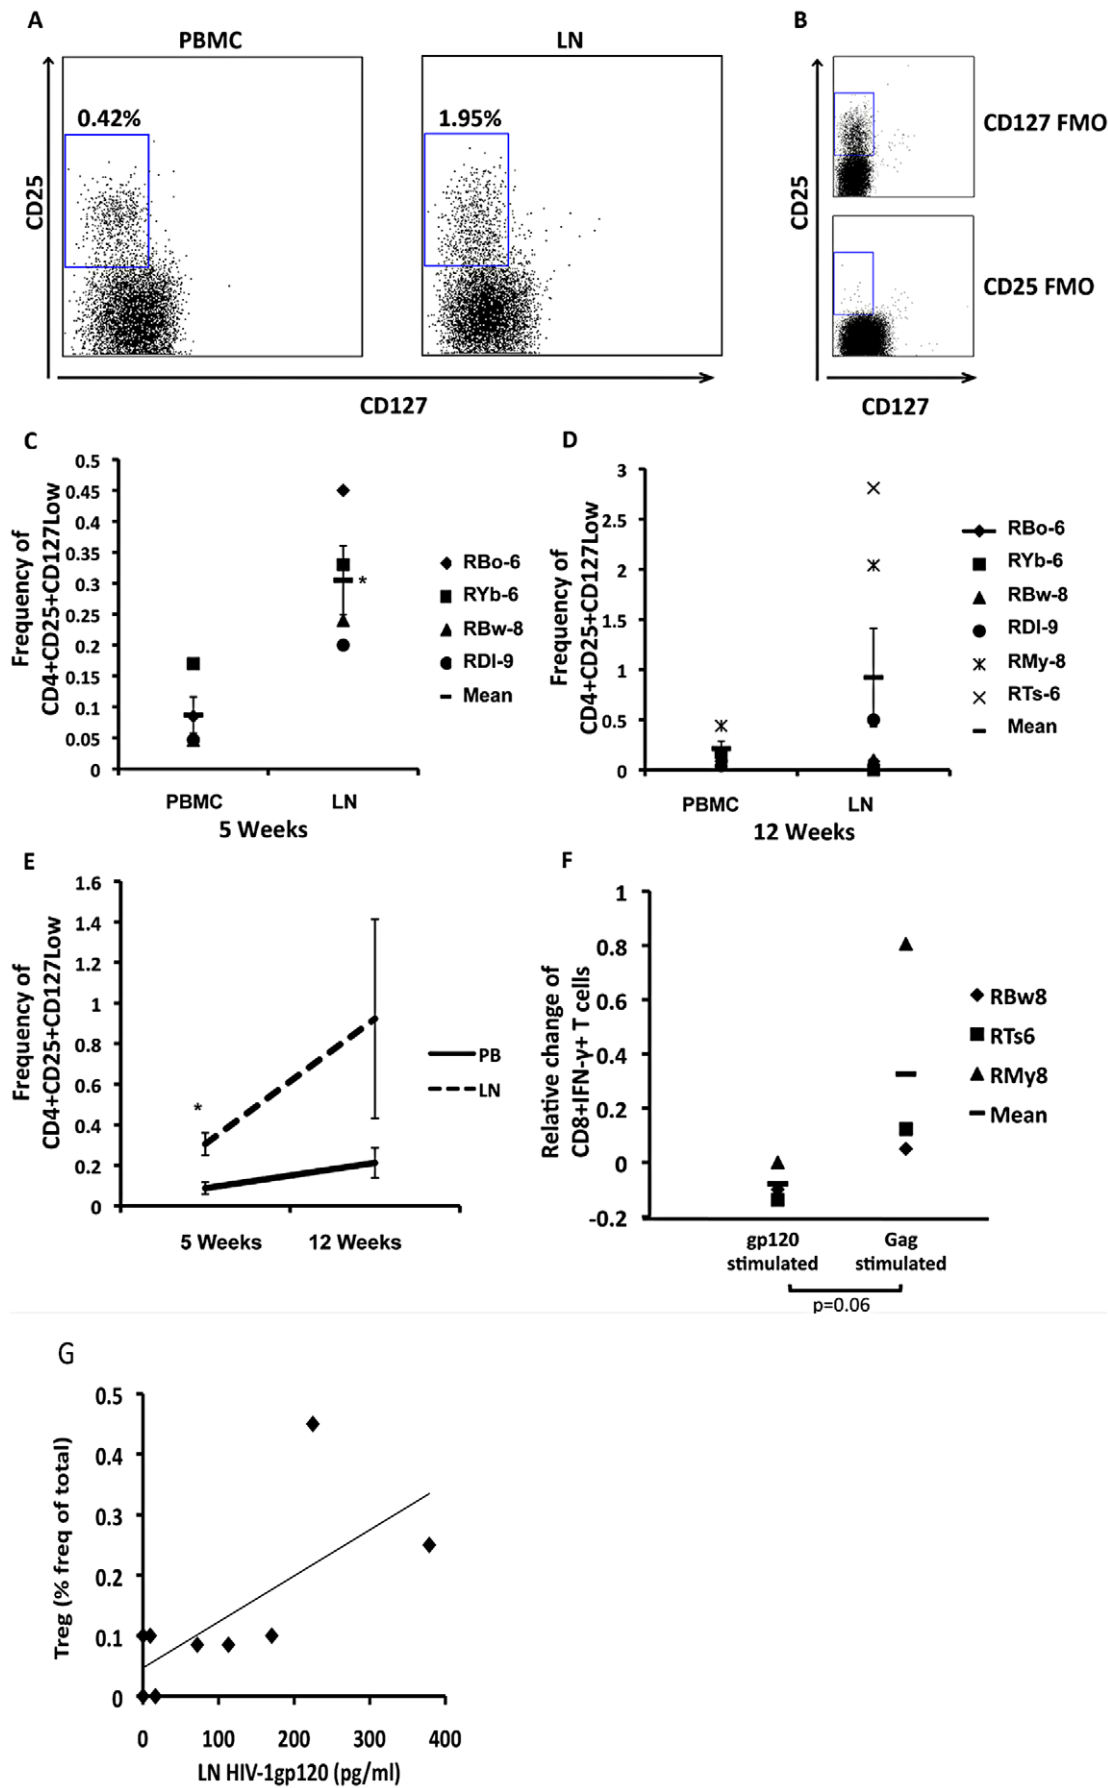 A
PBMC
LN
0.42%
1.95%
CD25
CD127
B
CD127 FMO
CD25 FMO
CD25
CD127
C
Frequency of
CD4+CD25+CD127Low
0.5
0.45
0.4
0.35
0.3
0.25
0.2
0.15
0.1
0.05
0
*
PBMC
LN
5 Weeks
RBo-6
RYb-6
RBw-8
RDl-9
Mean
D
Frequency of
CD4+CD25+CD127Low
3
2.5
2
1.5
1
0.5
0
PBMC
LN
12 Weeks
RBo-6
RYb-6
RBw-8
RDl-9
RMy-8
RTs-6
Mean
E
Frequency of
CD4+CD25+CD127Low
1.6
1.4
1.2
1
0.8
0.6
0.4
0.2
0
*
5 Weeks
12 Weeks
PB
LN
F
Relative change of
CD8+IFN-γ+ T cells
1
0.8
0.6
0.4
0.2
0
-0.2
gp120
stimulated
Gag
stimulated
p=0.06
RBw8
RTs6
RMy8
Mean
G
Treg (% freq of total)
0.5
0.4
0.3
0.2
0.1
0
0
100
200
300
400
LN HIV-1gp120 (pg/ml)